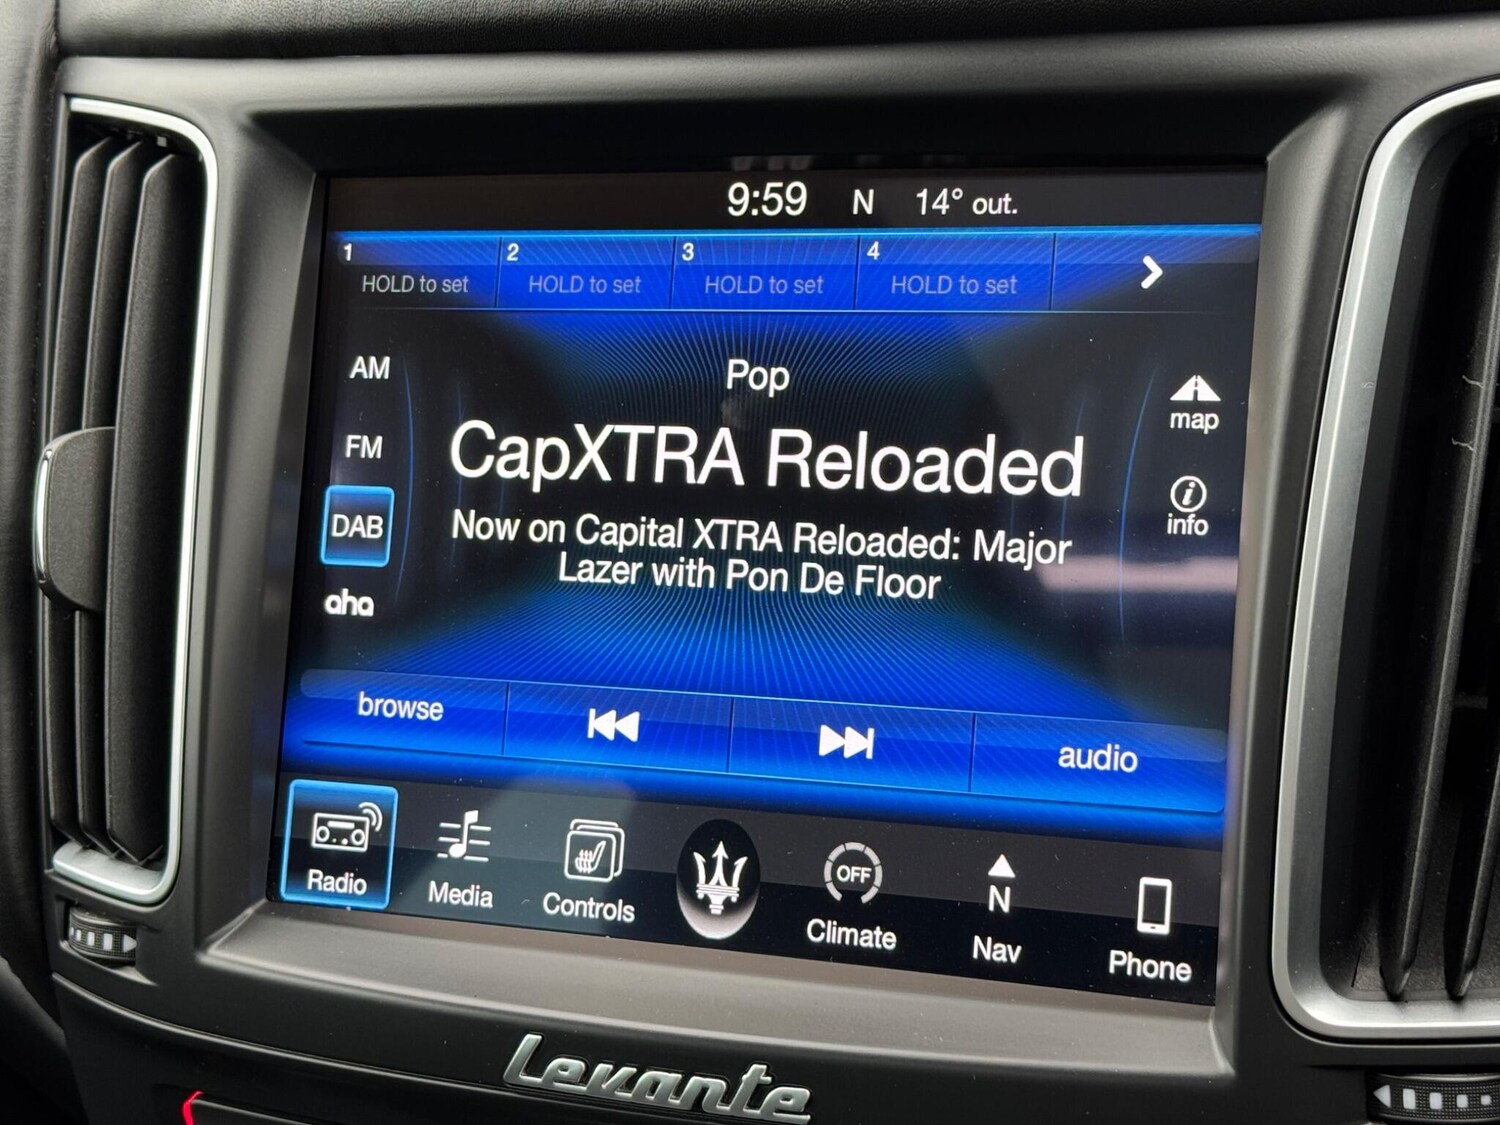 9:59 N 14° out.
1 2 3 4
HOLD to set HOLD to set HOLD to set HOLD to set
AM
FM
DAB
aha
Pop
CapXTRA Reloaded
Now on Capital XTRA Reloaded: Major
Lazer with Pon De Floor
map
i
info
browse
audio
Radio
Media
Controls
OFF
Climate
N
Nav
Phone
Levante